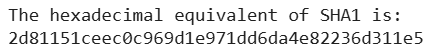 The hexadecimal equivalent of SHA1 is:
2d81151ceec0c969d1e971dd6da4e82236d311e5